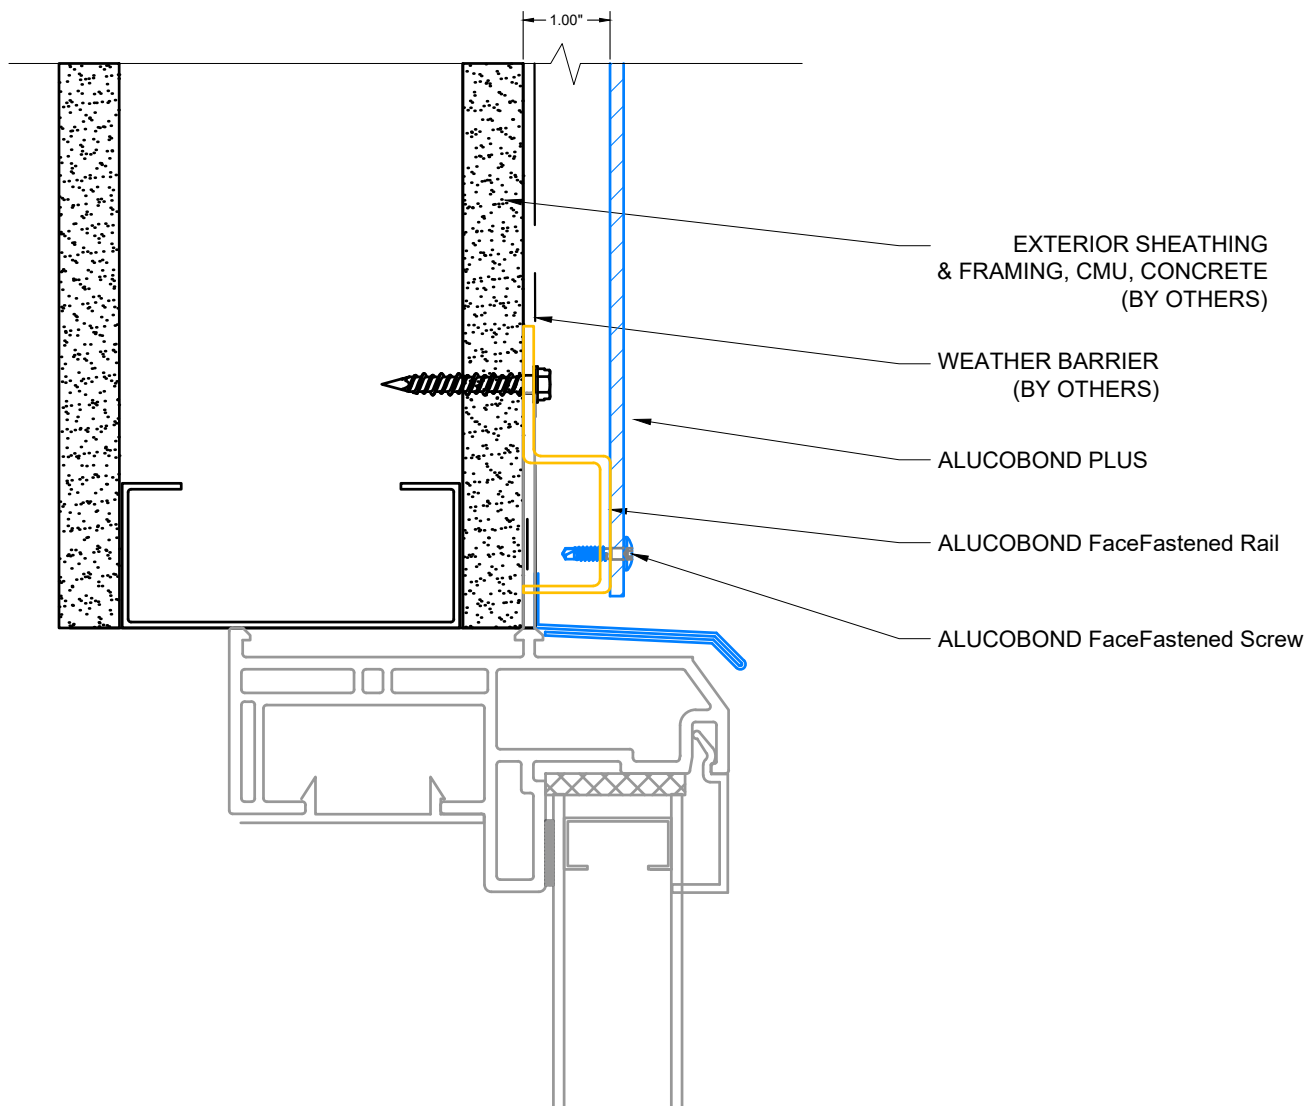 1.00"
EXTERIOR SHEATHING
& FRAMING, CMU, CONCRETE
(BY OTHERS)
WEATHER BARRIER
(BY OTHERS)
ALUCOBOND PLUS
ALUCOBOND FaceFastened Rail
ALUCOBOND FaceFastened Screw